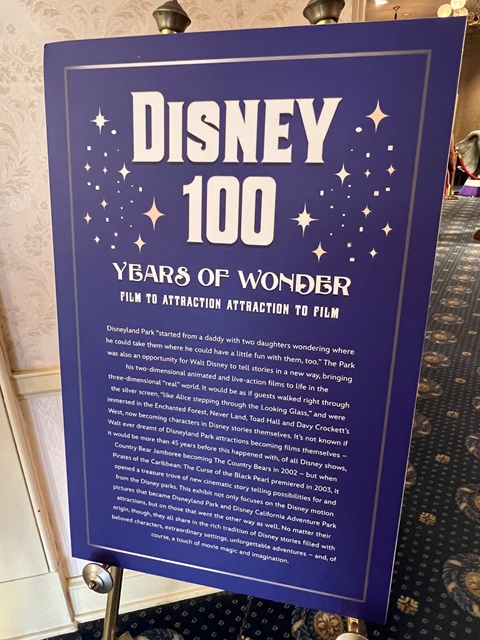 DISNEY
100
YEARS OF WONDER
FILM TO ATTRACTION ATTRACTION TO FILM
Disneyland Park “started from a daddy with two daughters wondering where
he could take them where he could have a little fun with them, too.” The Park
was also an opportunity for Walt Disney to tell stories in a new way, bringing
his two-dimensional animated and live-action films to life in the
three-dimensional “real” world. It would be as if guests walked right through
the silver screen, “like Alice stepping through the Looking Glass,” and were
immersed in the Enchanted Forest, Never Land, Toad Hall and Davy Crockett’s
West, now becoming characters in Disney stories themselves. It’s not known if
Walt ever dreamt of Disneyland Park attractions becoming films themselves –
it would be more than 45 years before this happened with, of all Disney shows,
Country Bear Jamboree becoming The Country Bears in 2002 – but when
Pirates of the Caribbean: The Curse of the Black Pearl premiered in 2003, it
opened a treasure trove of new cinematic story telling possibilities for and
from the Disney parks. This exhibit not only focuses on the Disney motion
pictures that became Disneyland Park and Disney California Adventure Park
attractions, but on those that went the other way as well. No matter their
origin, though, they all share in the rich tradition of Disney stories filled with
beloved characters, extraordinary settings, unforgettable adventures – and, of
course, a touch of movie magic and imagination.